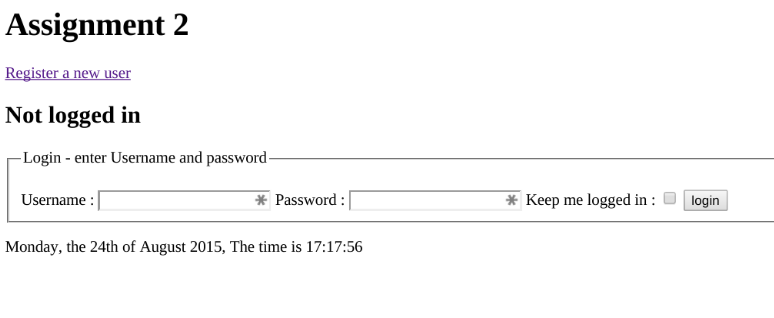 Assignment 2
Register a new user
Not logged in
Login - enter Username and password
Username : Password : Keep me logged in : login
Monday, the 24th of August 2015, The time is 17:17:56